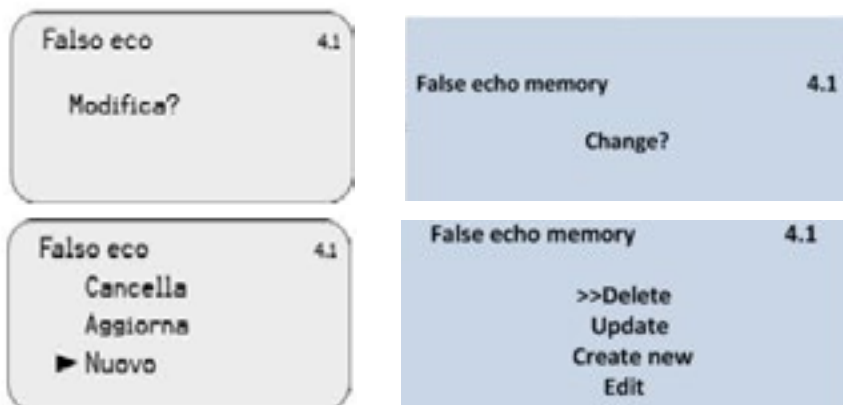 Falso eco 4.1
Modifica?
False echo memory 4.1
Change?
Falso eco 4.1
Cancella
Aggiorna
►Nuovo
False echo memory 4.1
>>Delete
Update
Create new
Edit